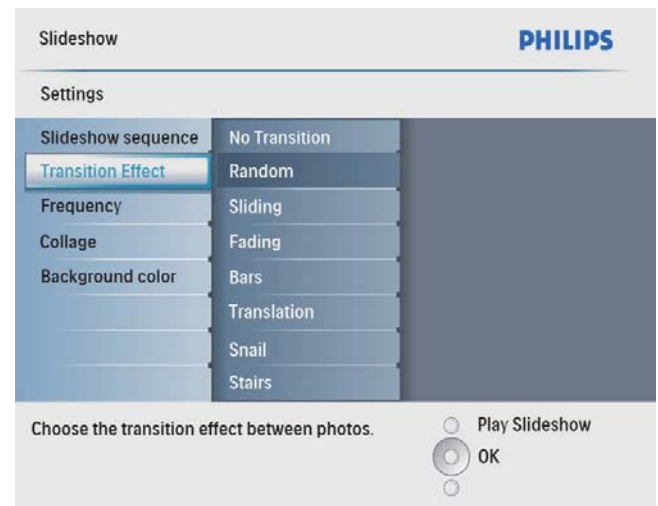 Slideshow
PHILIPS
Settings
Slideshow sequence
Transition Effect
Frequency
Collage
Background color
No Transition
Random
Sliding
Fading
Bars
Translation
Snail
Stairs
Choose the transition effect between photos.
Play Slideshow
OK